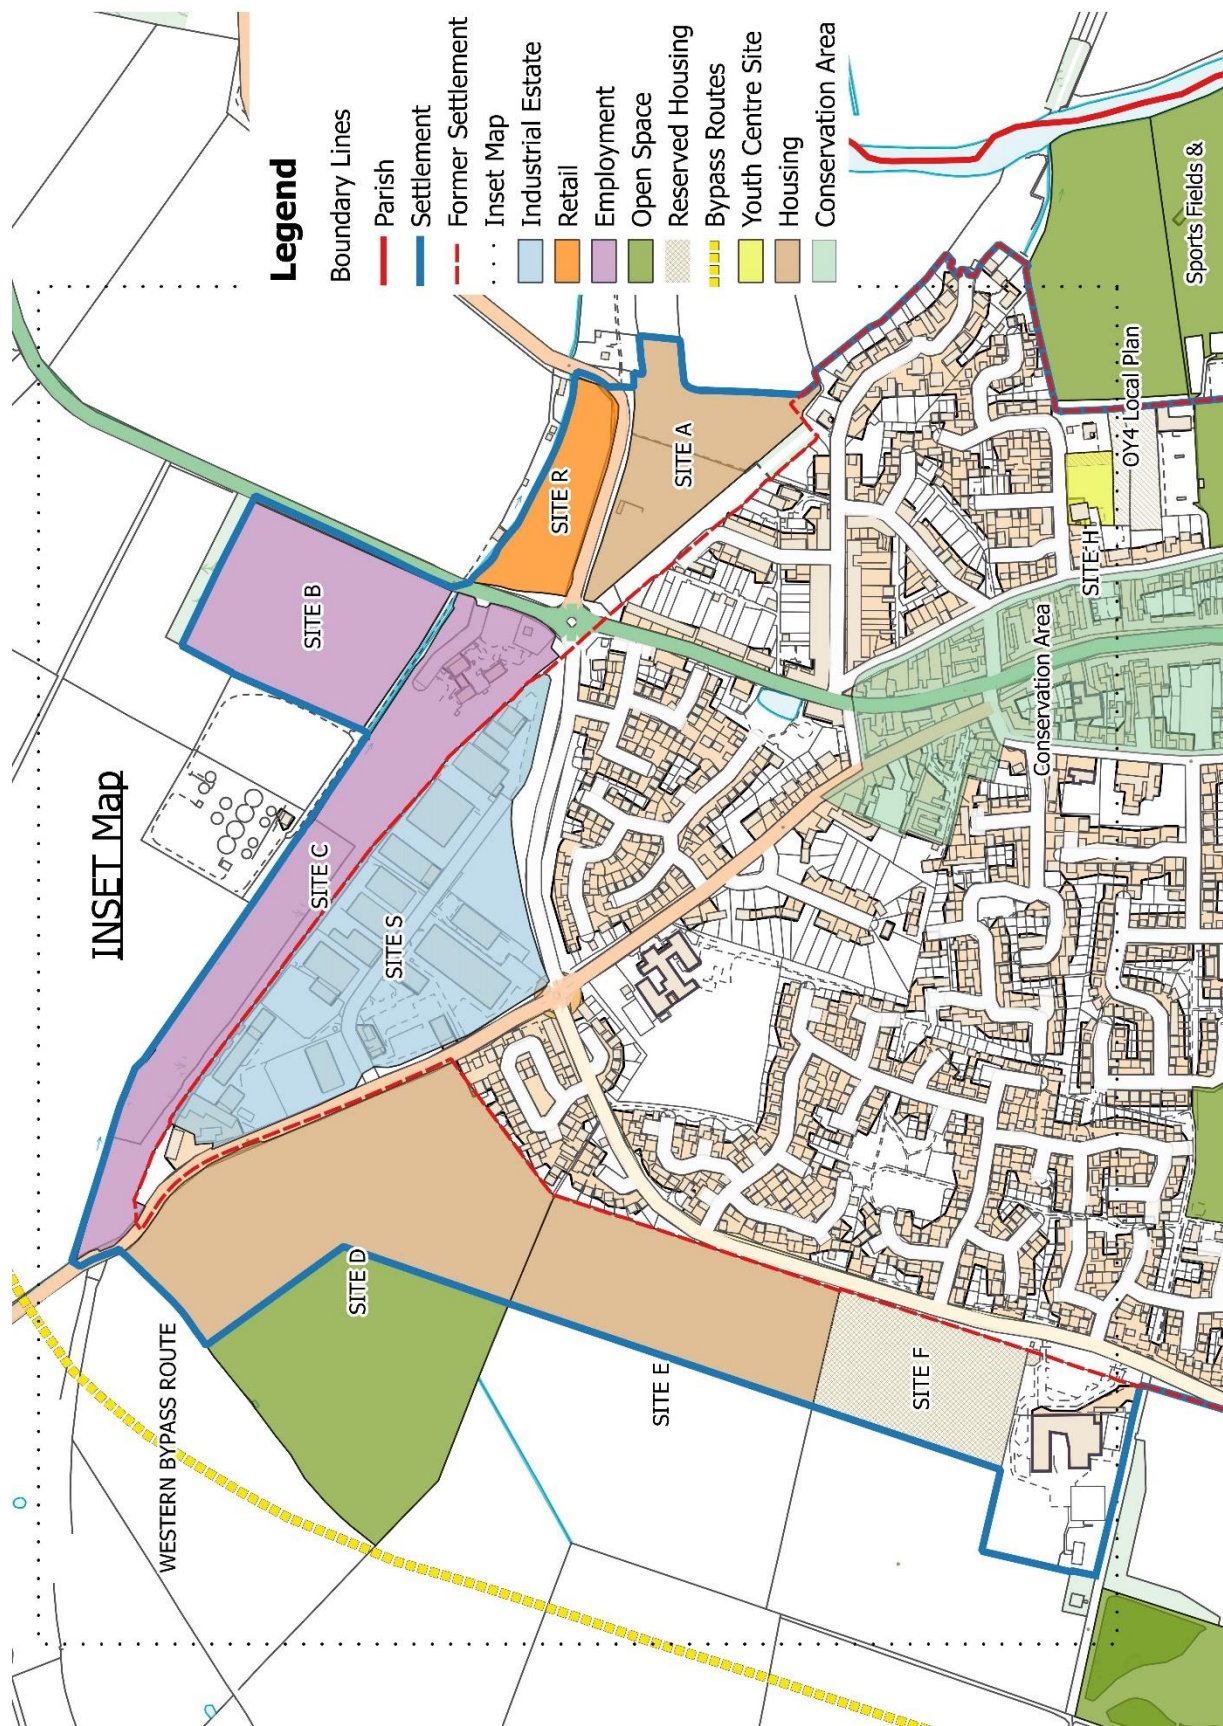 INSET Map
Legend
Boundary Lines
Parish
Settlement
Former Settlement
Inset Map
Industrial Estate
Retail
Employment
Open Space
Reserved Housing
Bypass Routes
Youth Centre Site
Housing
Conservation Area
WESTERN BYPASS ROUTE
SITE D
SITE C
SITE B
SITE S
SITE R
SITE A
SITE E
SITE F
Conservation Area
SITE H
OY4 Local Plan
Sports Fields &